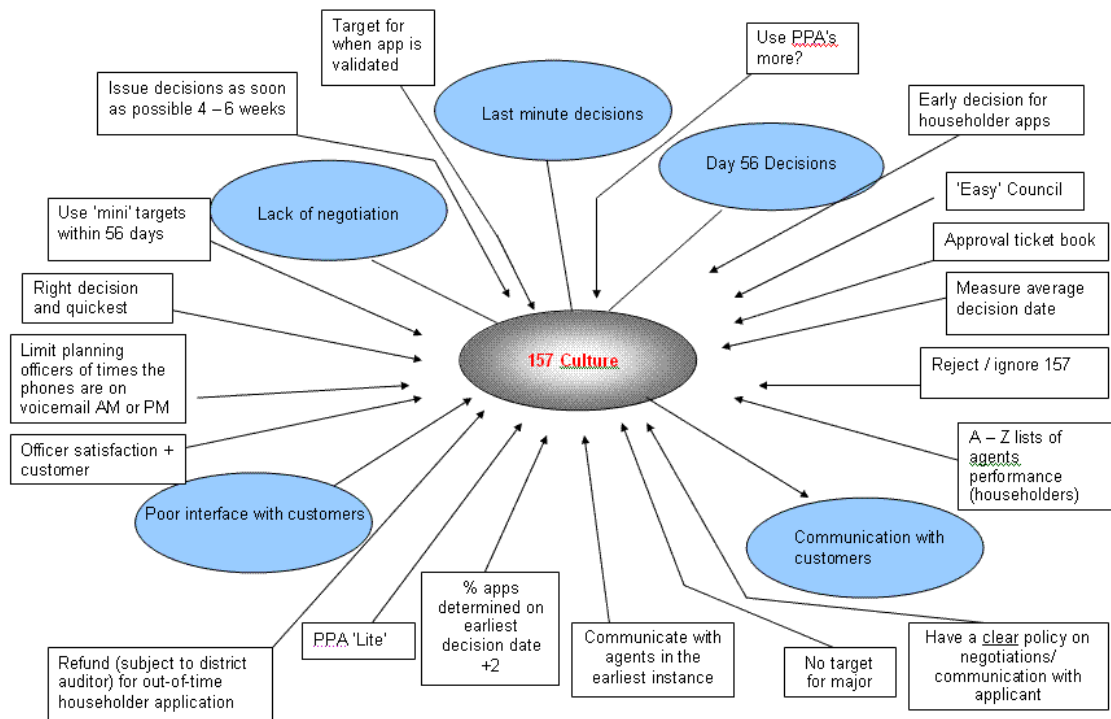 Target for
when app is
validated
Use PPA's
more?
Issue decisions as soon
as possible 4 – 6 weeks
Last minute decisions
Early decision for
householder apps
Day 56 Decisions
Lack of negotiation
'Easy' Council
Use 'mini' targets
within 56 days
Approval ticket book
Right decision
and quickest
Measure average
decision date
157 Culture
Limit planning
officers of times the
phones are on
voicemail AM or PM
Reject / ignore 157
Officer satisfaction +
customer
A – Z lists of
agents
performance
(householders)
Poor interface with customers
Communication with
customers
% apps
determined on
earliest
decision date
+2
PPA 'Lite'
Communicate with
agents in the
earliest instance
No target
for major
Have a clear policy on
negotiations/
communication with
applicant
Refund (subject to district
auditor) for out-of-time
householder application